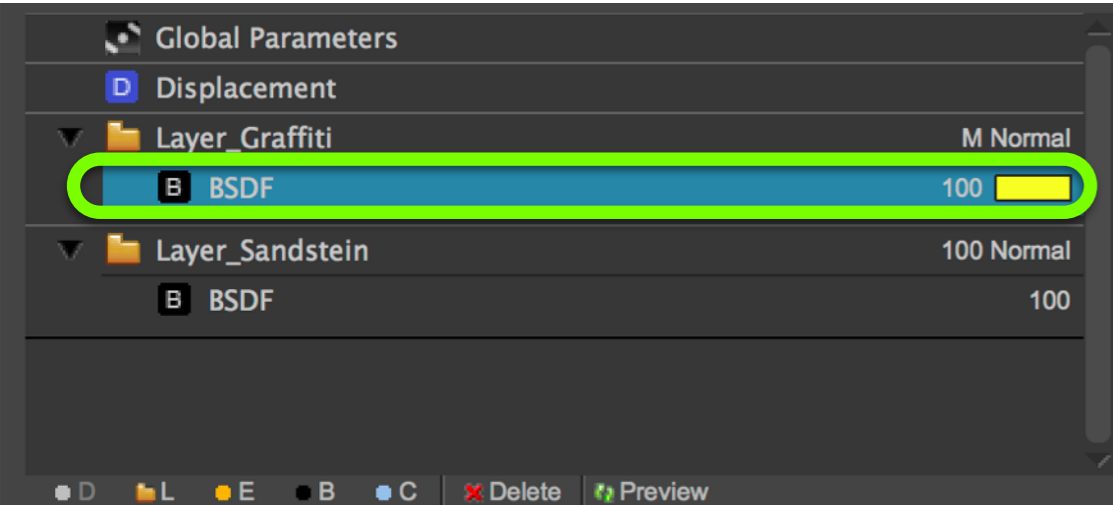 Global Parameters
D Displacement
Layer_Graffiti M Normal
B BSDF 100
Layer_Sandstein 100 Normal
B BSDF 100
D L E B C Delete Preview